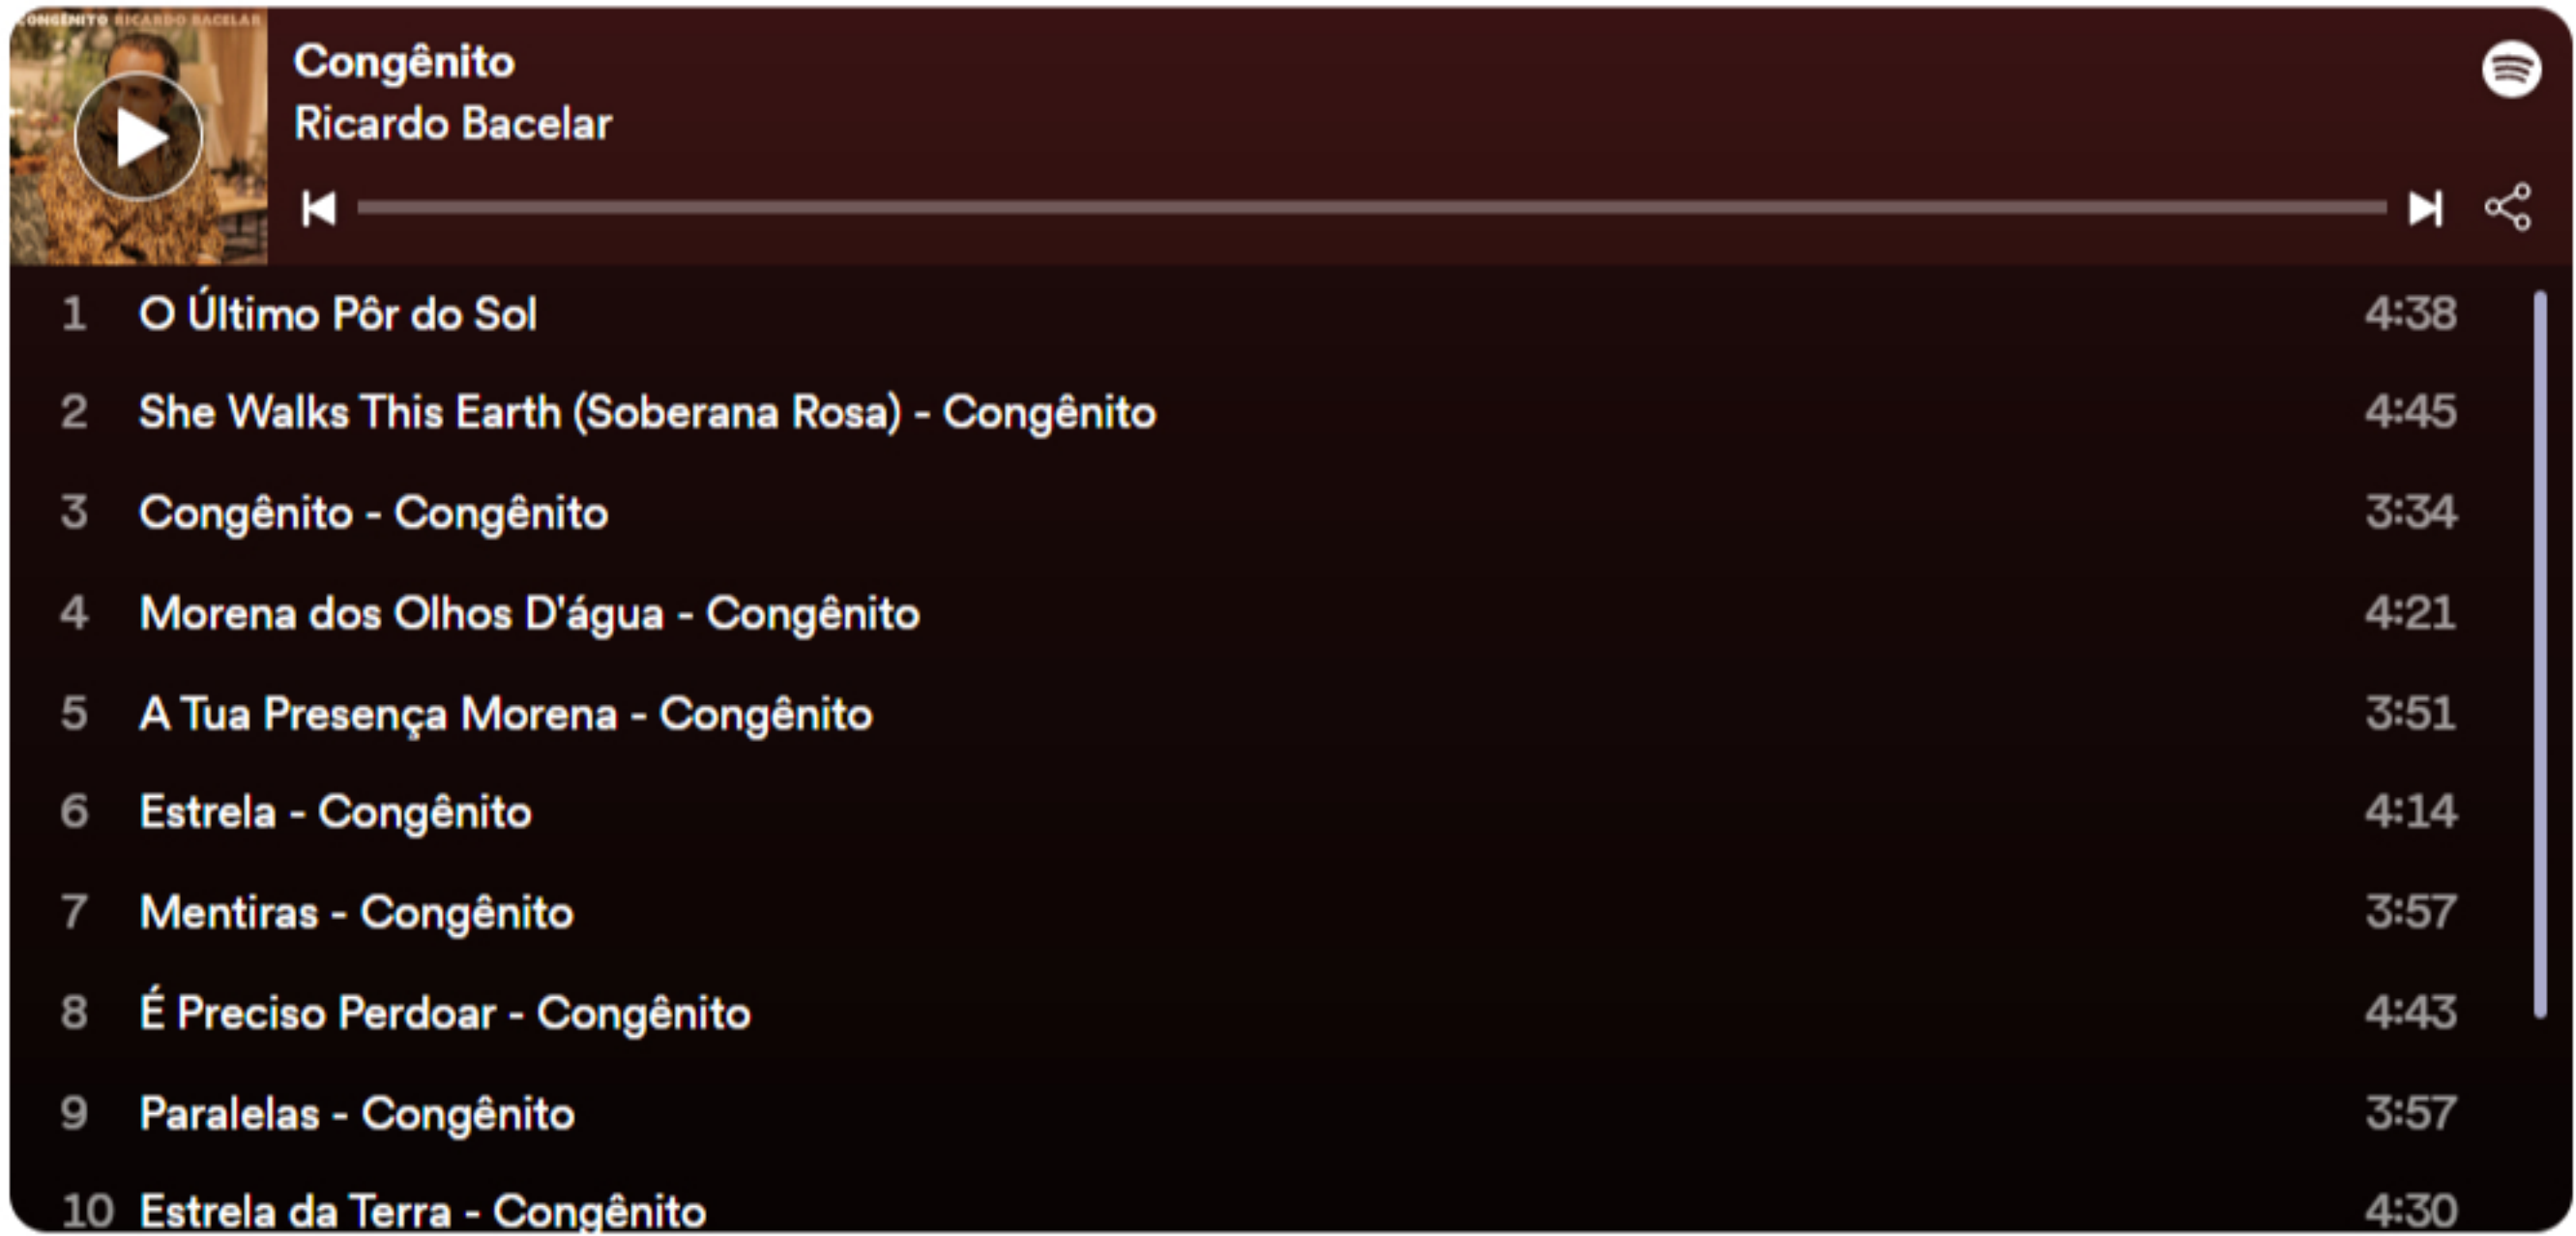 CONGÊNITO RICARDO BACELAR
Congênito
Ricardo Bacelar
1 O Último Pôr do Sol 4:38
2 She Walks This Earth (Soberana Rosa) - Congênito 4:45
3 Congênito - Congênito 3:34
4 Morena dos Olhos D'água - Congênito 4:21
5 A Tua Presença Morena - Congênito 3:51
6 Estrela - Congênito 4:14
7 Mentiras - Congênito 3:57
8 É Preciso Perdoar - Congênito 4:43
9 Paralelas - Congênito 3:57
10 Estrela da Terra - Congênito 4:30